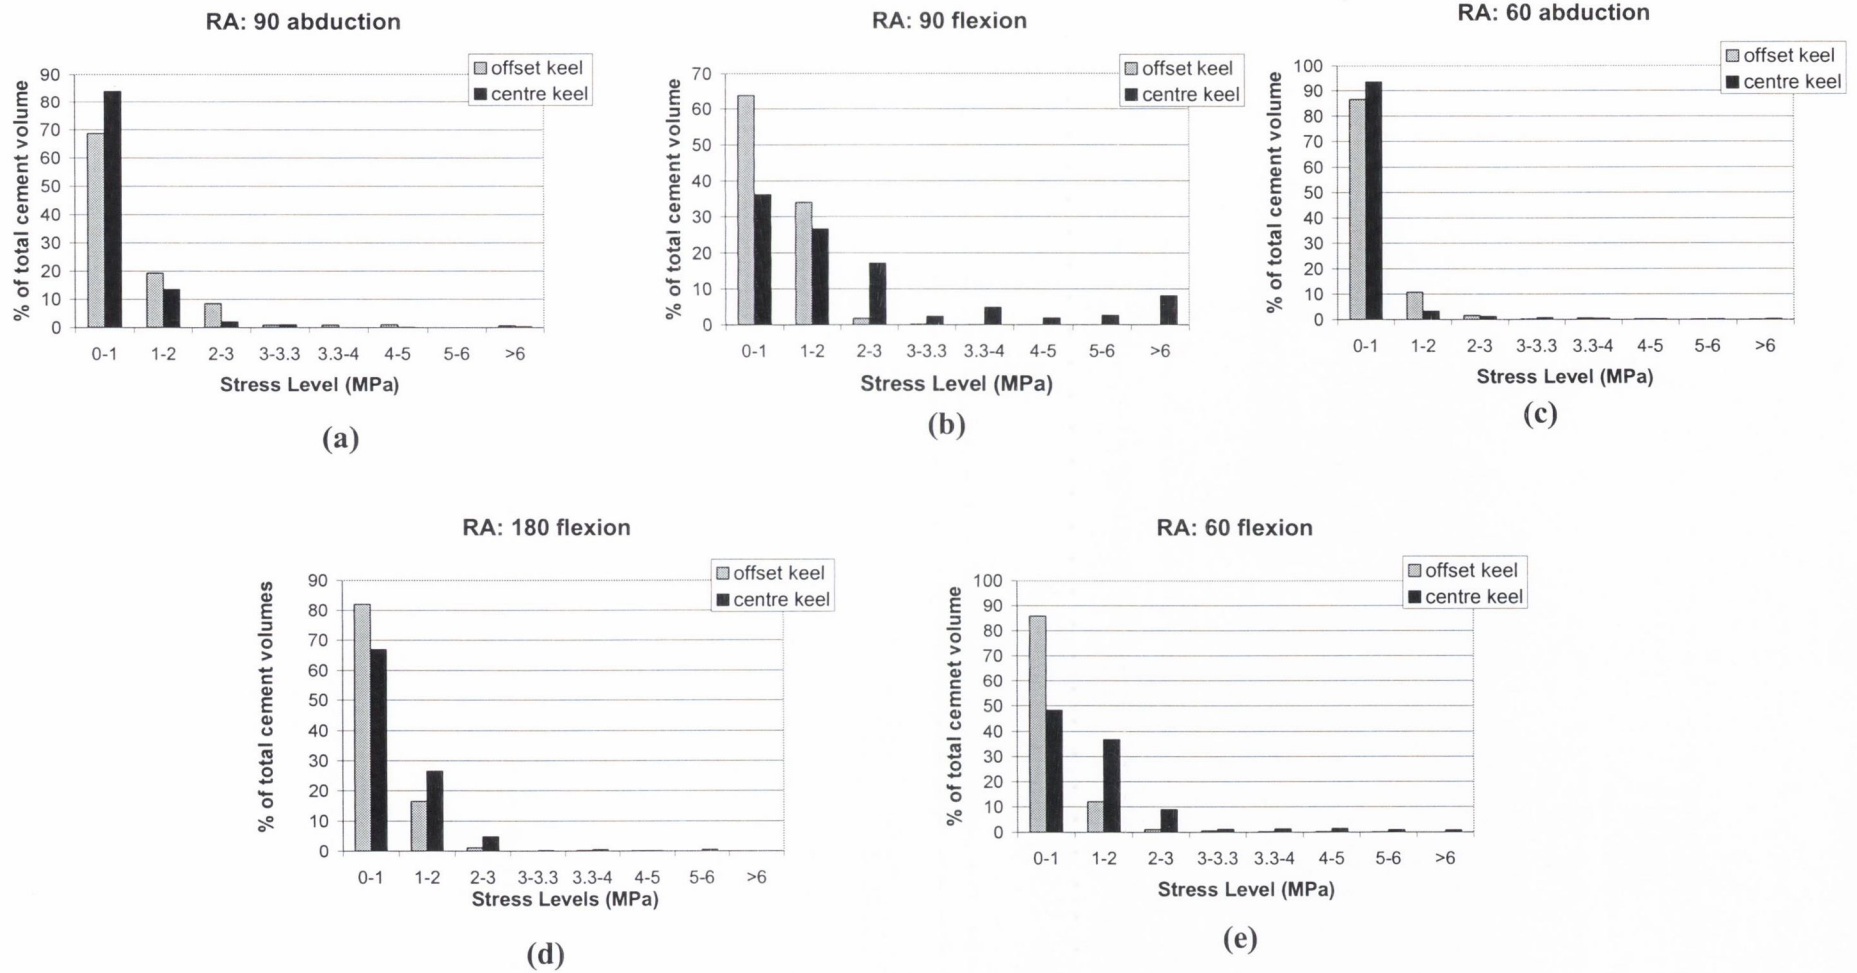 RA: 90 abduction
offset keel
centre keel
% of total cement volume
90
80
70
60
50
40
30
20
10
0
0-1 1-2 2-3 3-3.3 3.3-4 4-5 5-6 >6
Stress Level (MPa)
(a)
RA: 90 flexion
offset keel
centre keel
% of total cement volume
70
60
50
40
30
20
10
0
0-1 1-2 2-3 3-3.3 3.3-4 4-5 5-6 >6
Stress Level (MPa)
(b)
RA: 60 abduction
offset keel
centre keel
% of total cement volume
100
90
80
70
60
50
40
30
20
10
0
0-1 1-2 2-3 3-3.3 3.3-4 4-5 5-6 >6
Stress Level (MPa)
(c)
RA: 180 flexion
offset keel
centre keel
% of total cement volumes
90
80
70
60
50
40
30
20
10
0
0-1 1-2 2-3 3-3.3 3.3-4 4-5 5-6 >6
Stress Levels (MPa)
(d)
RA: 60 flexion
offset keel
centre keel
% of total cemnet volume
100
90
80
70
60
50
40
30
20
10
0
0-1 1-2 2-3 3-3.3 3.3-4 4-5 5-6 >6
Stress Level (MPa)
(e)